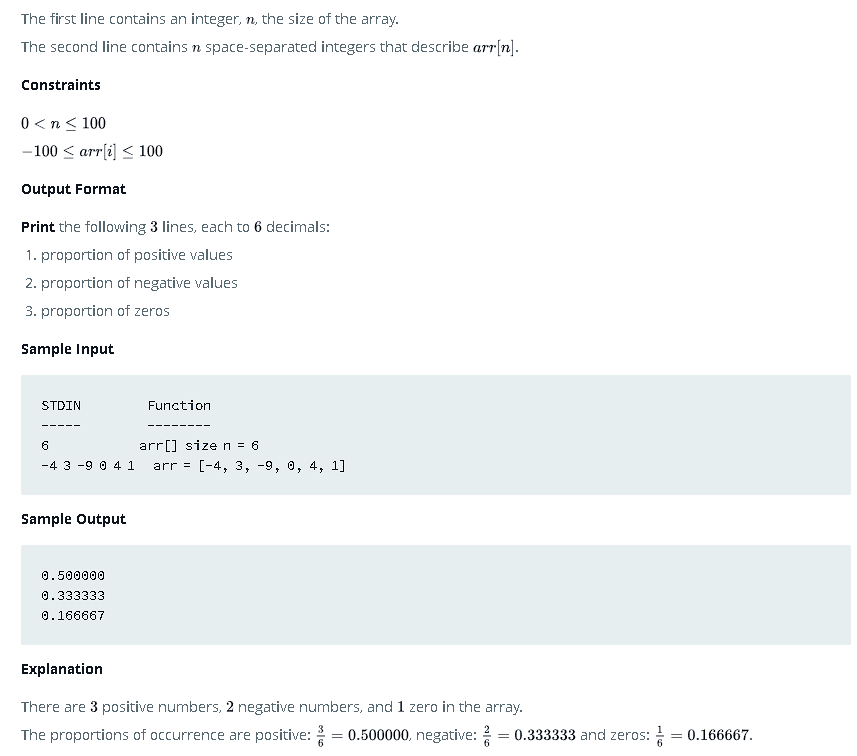 The first line contains an integer, n, the size of the array.
The second line contains n space-separated integers that describe arr[n].
Constraints
0 < n ≤ 100
−100 ≤ arr[i] ≤ 100
Output Format
Print the following 3 lines, each to 6 decimals:
1. proportion of positive values
2. proportion of negative values
3. proportion of zeros
Sample Input
STDIN           Function
-----           --------
6               arr[] size n = 6
-4 3 -9 0 4 1   arr = [-4, 3, -9, 0, 4, 1]
Sample Output
0.500000
0.333333
0.166667
Explanation
There are 3 positive numbers, 2 negative numbers, and 1 zero in the array.
The proportions of occurrence are positive: 3/6 = 0.500000, negative: 2/6 = 0.333333 and zeros: 1/6 = 0.166667.